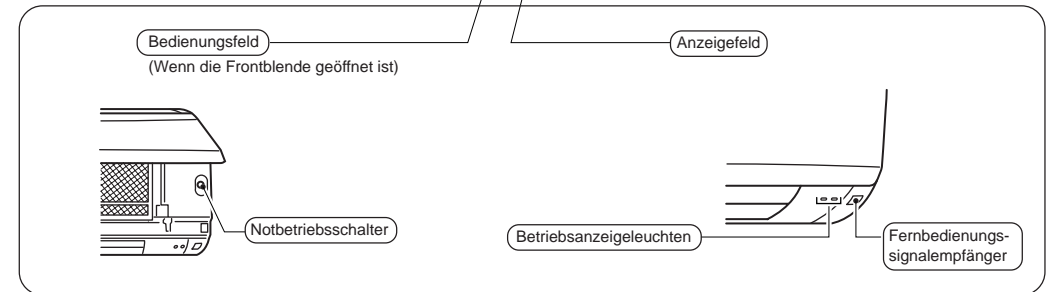 Bedienungsfeld
(Wenn die Frontblende geöffnet ist)
Anzeigefeld
Notbetriebsschalter
Betriebsanzeigeleuchten
Fernbedienungs-
signalempfänger